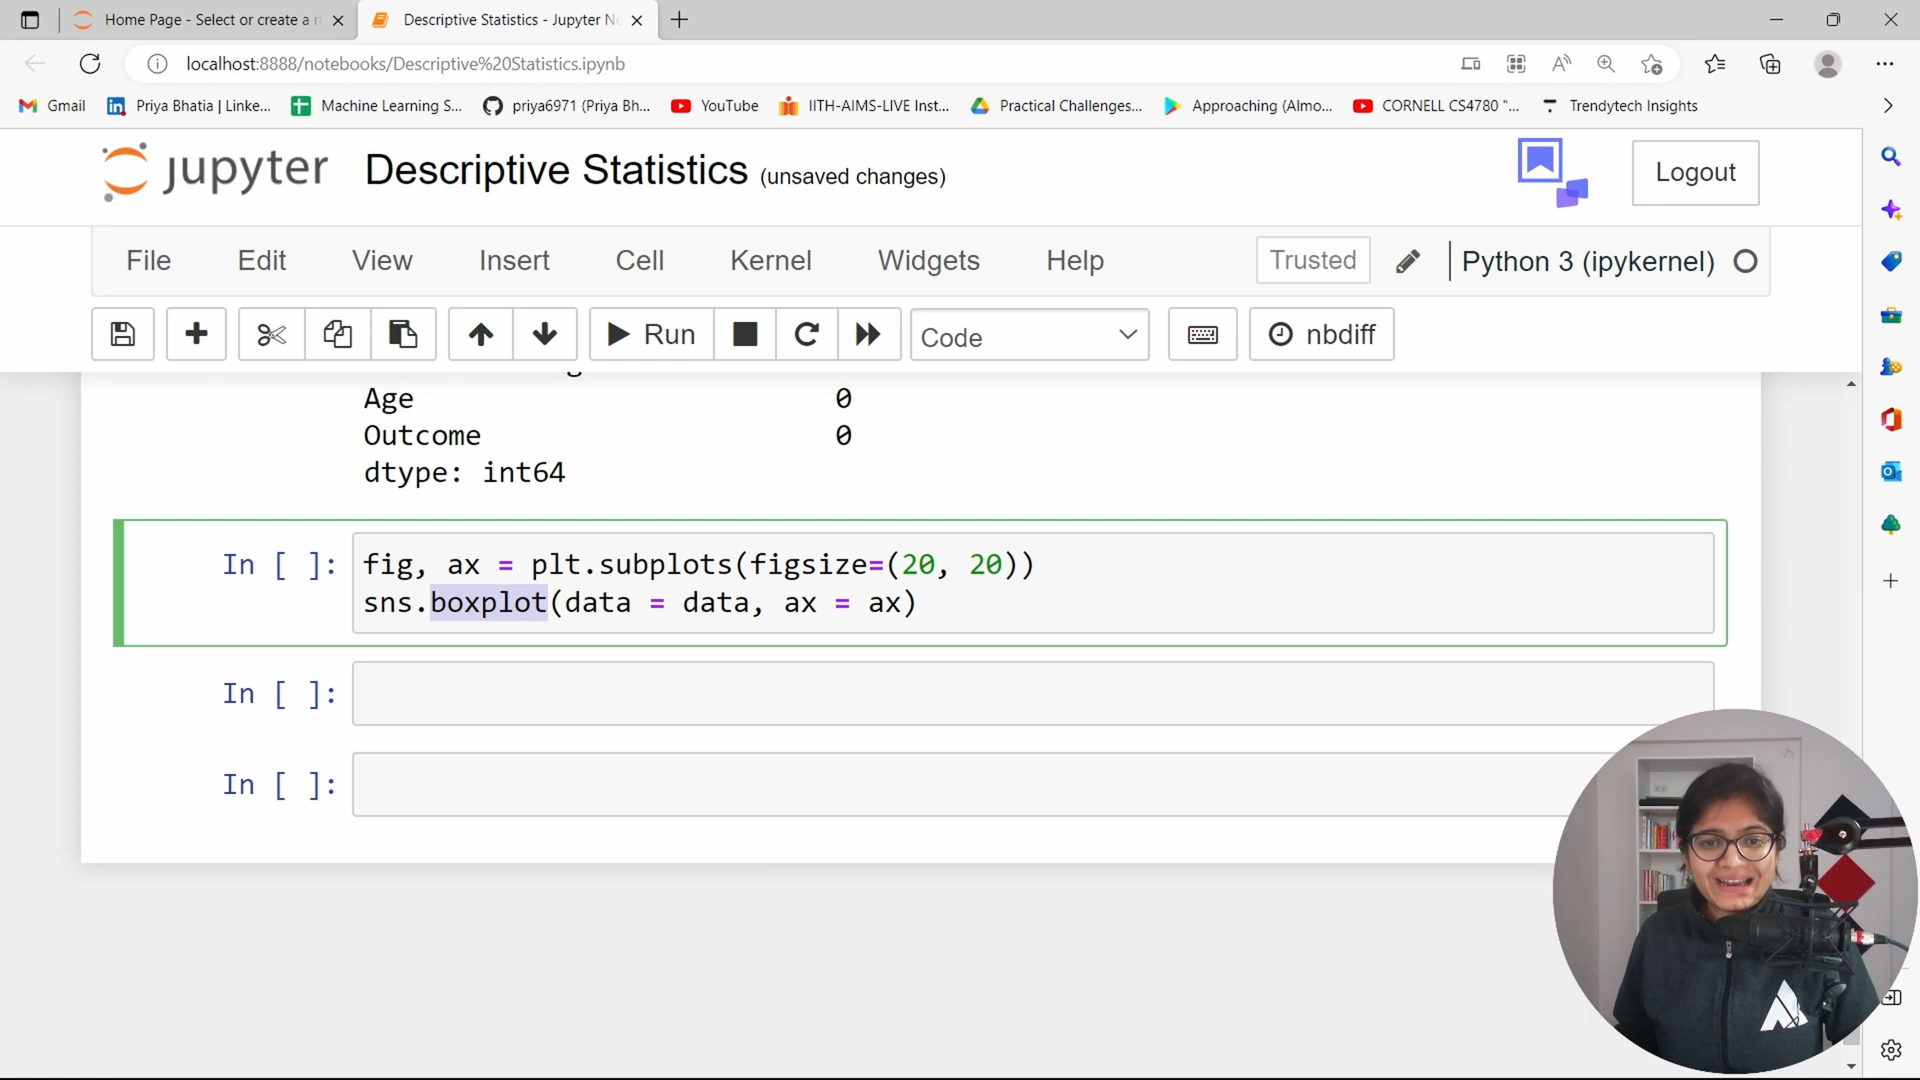 Home Page - Select or create a n
Descriptive Statistics - Jupyter No
localhost:8888/notebooks/Descriptive%20Statistics.ipynb
Gmail
Priya Bhatia | Linke...
Machine Learning S...
priya6971 (Priya Bh...
YouTube
IITH-AIMS-LIVE Inst...
Practical Challenges...
Approaching (Almo...
CORNELL CS4780 "...
Trendytech Insights
jupyter Descriptive Statistics (unsaved changes)
Logout
File Edit View Insert Cell Kernel Widgets Help
Trusted
Python 3 (ipykernel)
Run
Code
nbdiff
Age 0
Outcome 0
dtype: int64
In [ ]: fig, ax = plt.subplots(figsize=(20, 20))
sns.boxplot(data = data, ax = ax)
In [ ]:
In [ ]: